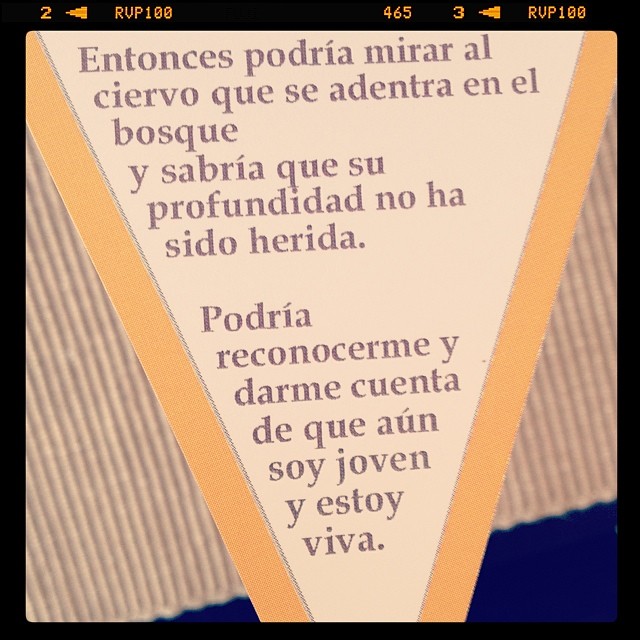 2 RVP100 465 3 RVP100
Entonces podría mirar al
ciervo que se adentra en el
bosque
y sabría que su
profundidad no ha
sido herida.
Podría
reconocerme y
darme cuenta
de que aún
soy joven
y estoy
viva.